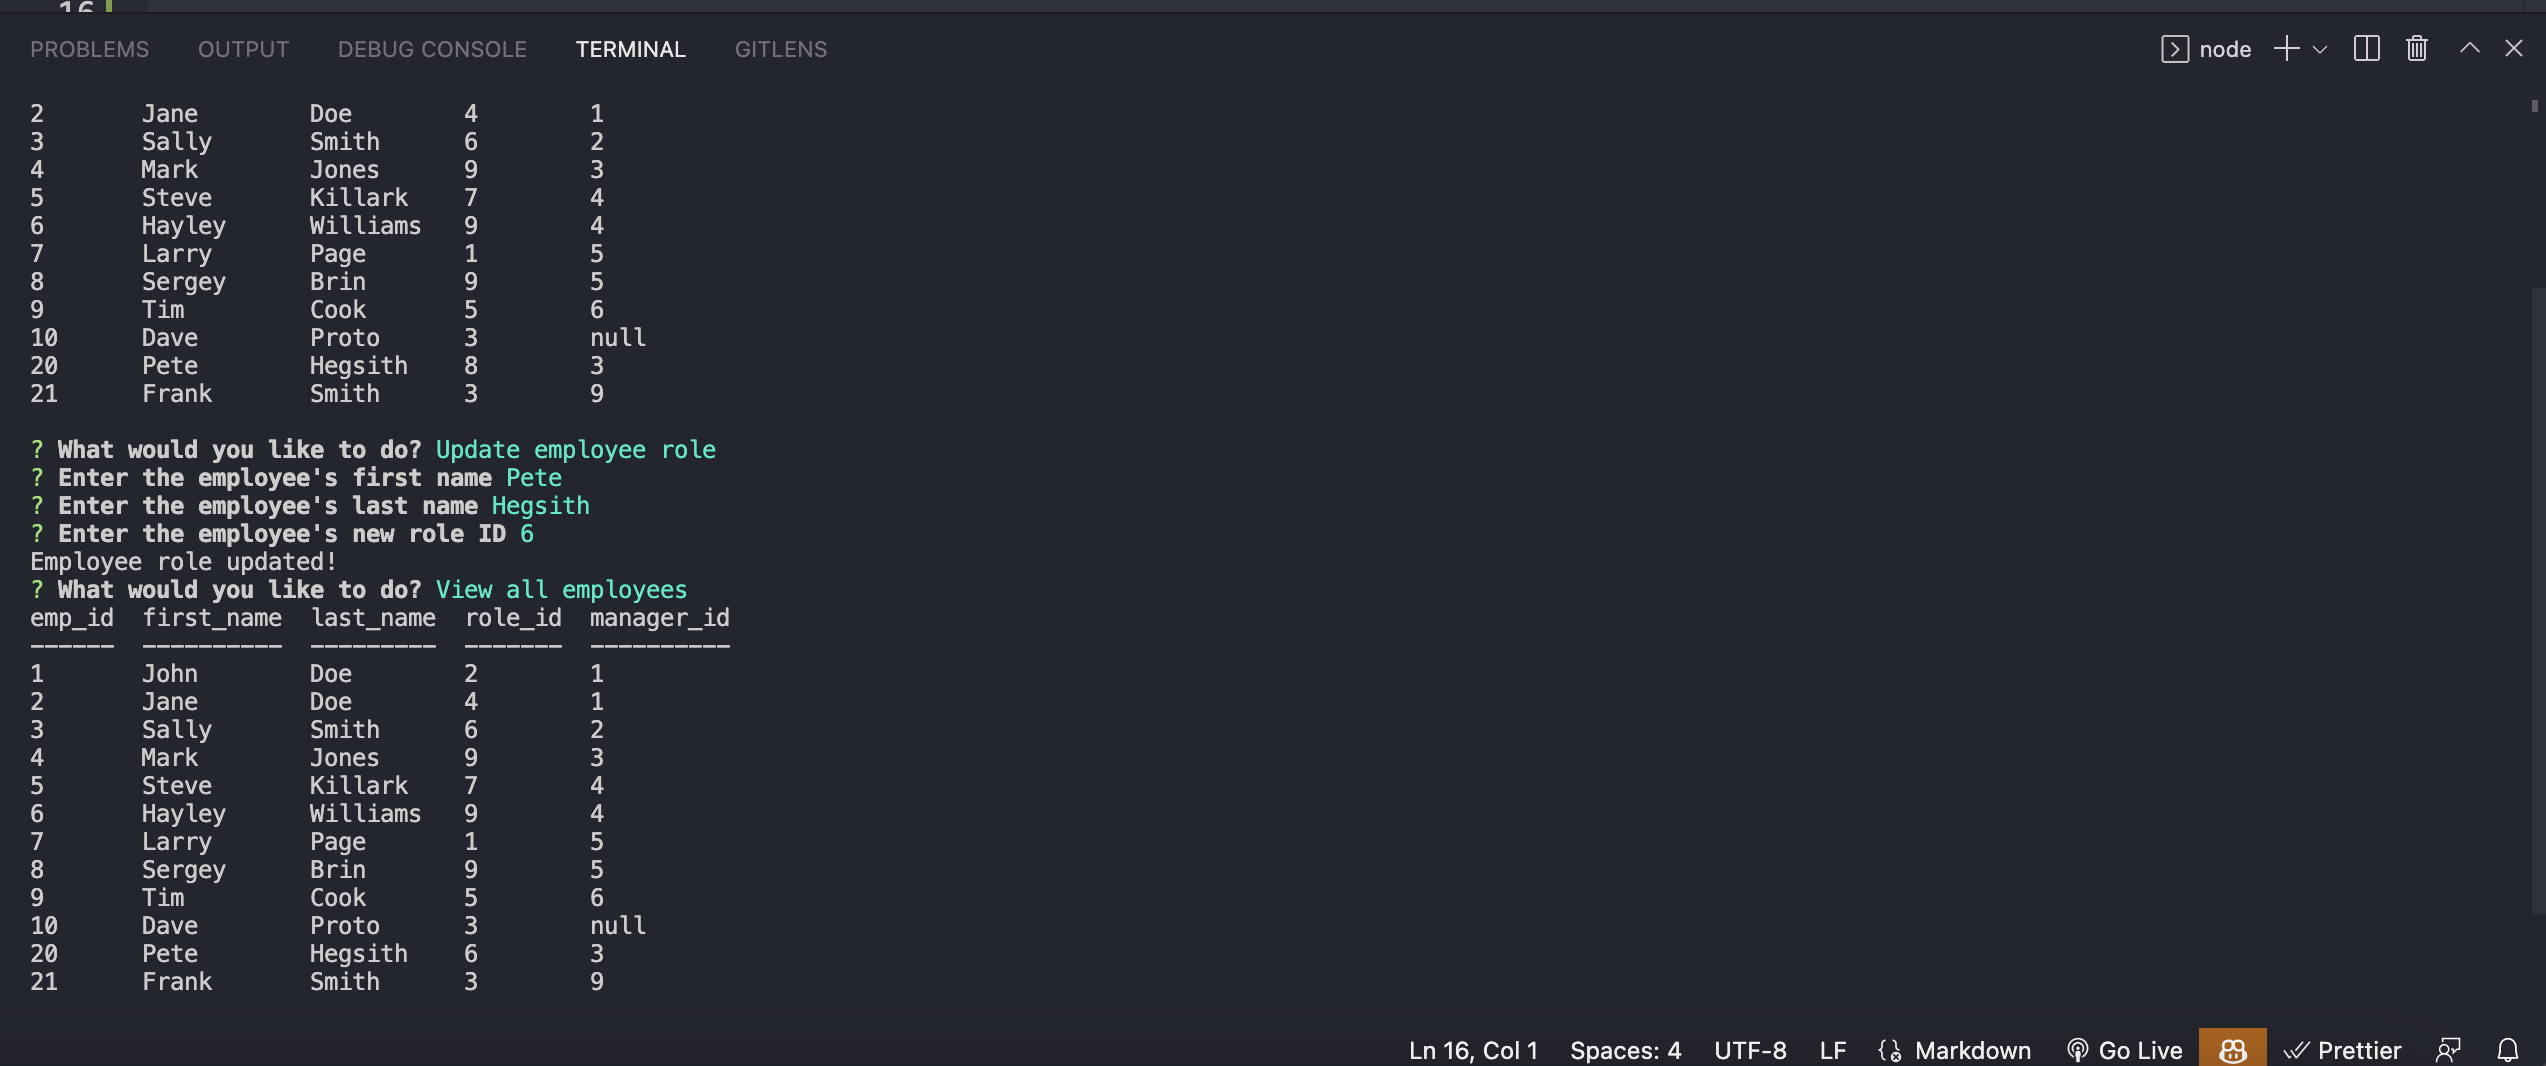 16
PROBLEMS OUTPUT DEBUG CONSOLE TERMINAL GITLENS node
2 Jane Doe 4 1
3 Sally Smith 6 2
4 Mark Jones 9 3
5 Steve Killark 7 4
6 Hayley Williams 9 4
7 Larry Page 1 5
8 Sergey Brin 9 5
9 Tim Cook 5 6
10 Dave Proto 3 null
20 Pete Hegsith 8 3
21 Frank Smith 3 9
? What would you like to do? Update employee role
? Enter the employee's first name Pete
? Enter the employee's last name Hegsith
? Enter the employee's new role ID 6
Employee role updated!
? What would you like to do? View all employees
emp_id first_name last_name role_id manager_id
------ ---------- --------- ------- ----------
1 John Doe 2 1
2 Jane Doe 4 1
3 Sally Smith 6 2
4 Mark Jones 9 3
5 Steve Killark 7 4
6 Hayley Williams 9 4
7 Larry Page 1 5
8 Sergey Brin 9 5
9 Tim Cook 5 6
10 Dave Proto 3 null
20 Pete Hegsith 6 3
21 Frank Smith 3 9
Ln 16, Col 1 Spaces: 4 UTF-8 LF Markdown Go Live Prettier